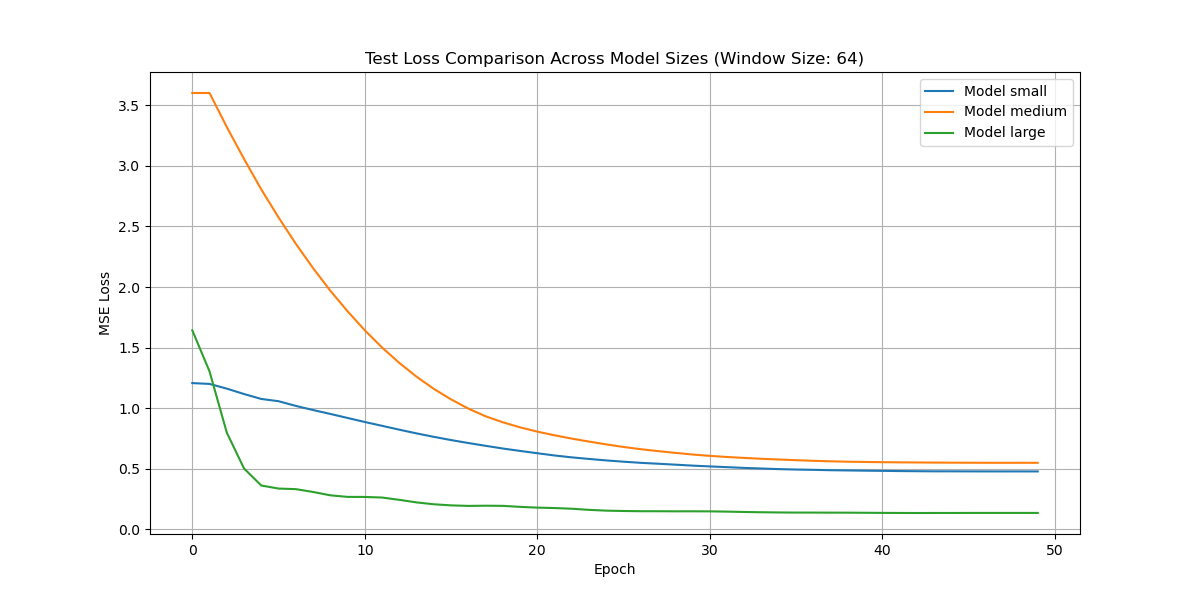 Test Loss Comparison Across Model Sizes (Window Size: 64)
Model small
Model medium
Model large
MSE Loss
3.5
3.0
2.5
2.0
1.5
1.0
0.5
0.0
0 10 20 30 40 50
Epoch